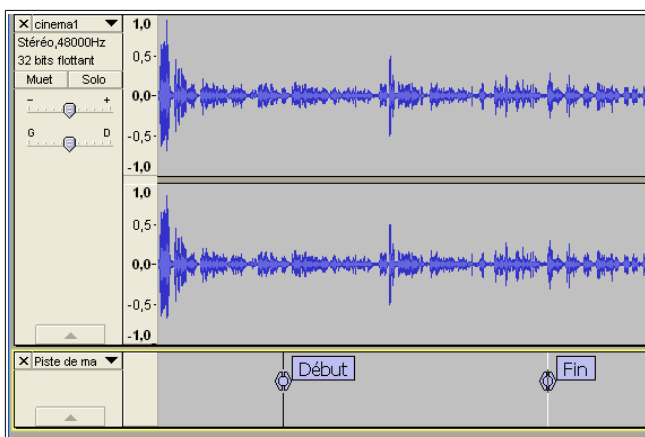 cinema1
Stéréo,48000Hz
32 bits flottant
Muet Solo
- +
G D
1,0
0,5-
0,0-
-0,5-
-1,0
1,0
0,5-
0,0-
-0,5-
-1,0
Piste de ma
Début
Fin